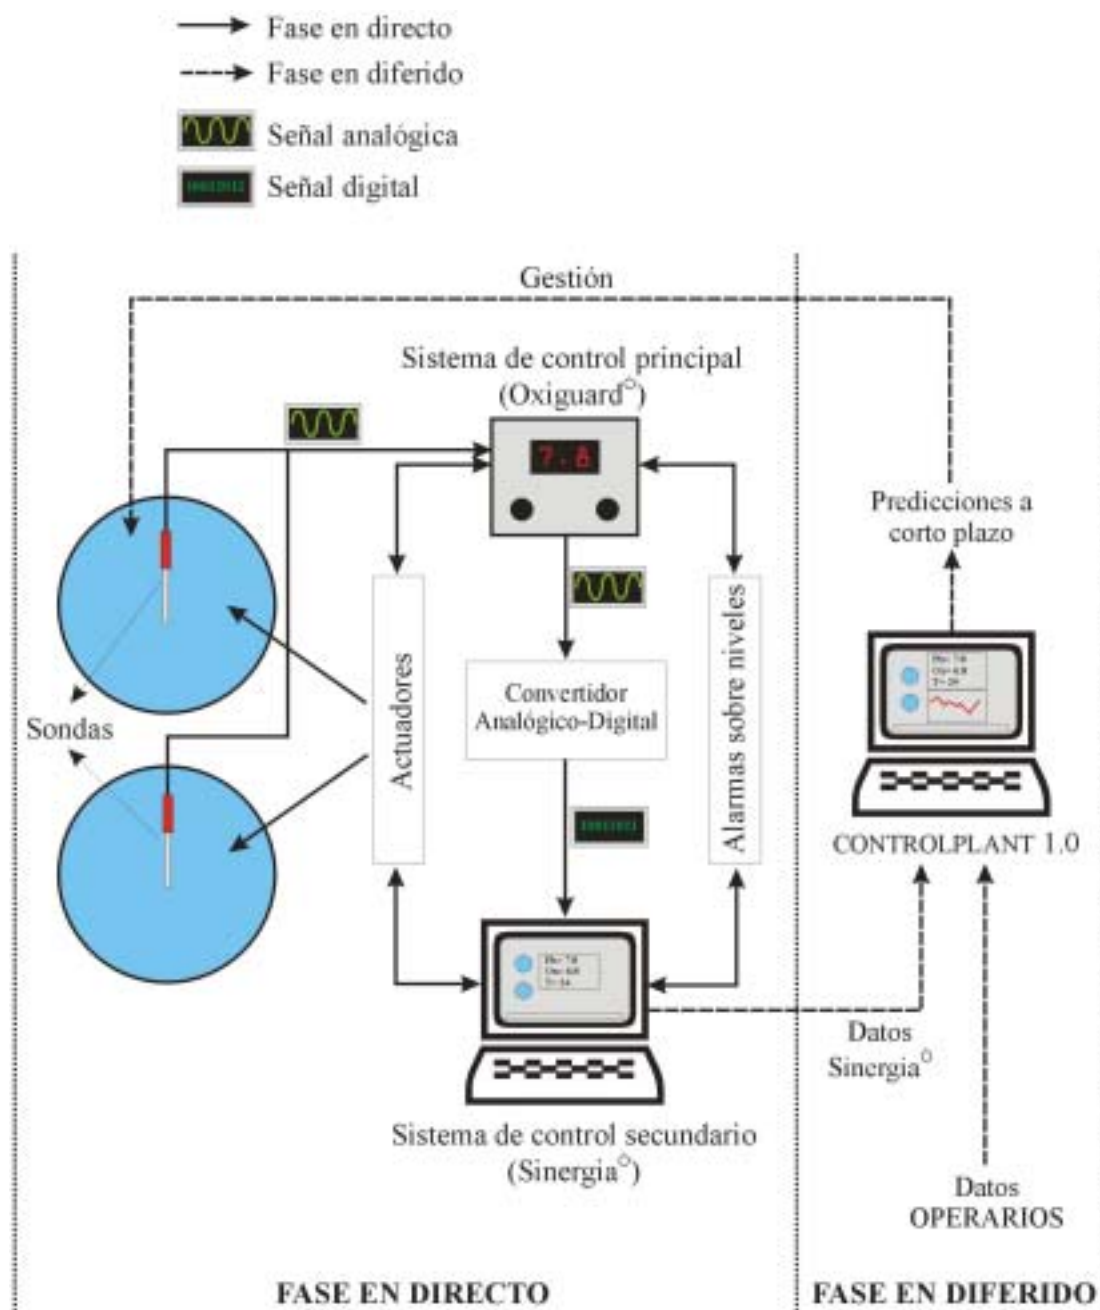 Fase en directo
Fase en diferido
Señal analógica
Señal digital
Gestión
Sistema de control principal
(Oxiguard○)
7.8
Predicciones a
corto plazo
Actuadores
Convertidor
Analógico-Digital
Alarmas sobre niveles
Sondas
CONTROLPLANT 1.0
Datos
Sinergia○
Sistema de control secundario
(Sinergia○)
Datos
OPERARIOS
FASE EN DIRECTO
FASE EN DIFERIDO